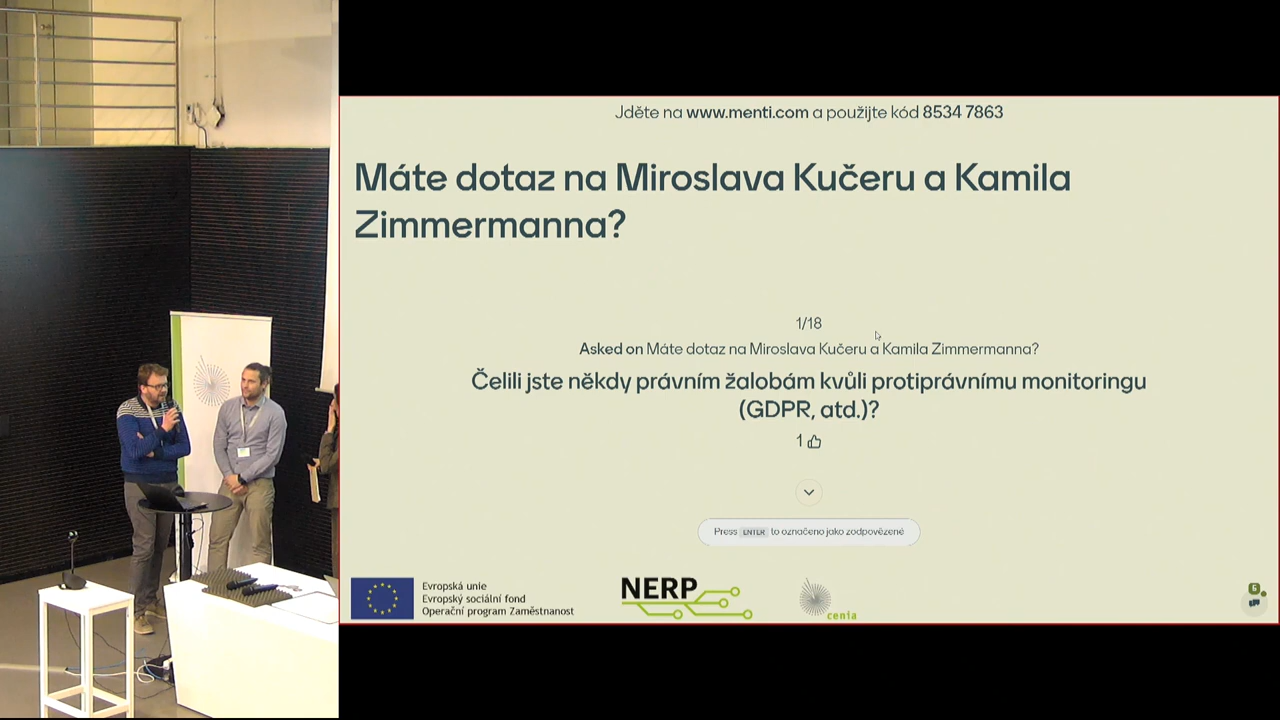 Jděte na www.menti.com a použijte kód 8534 7863
Máte dotaz na Miroslava Kučeru a Kamila
Zimmermanna?
1/18
Asked on Máte dotaz na Miroslava Kučeru a Kamila Zimmermanna?
Čelili jste někdy právním žalobám kvůli protiprávnímu monitoringu
(GDPR, atd.)?
1
Press ENTER to označeno jako zodpovězené
Evropská unie
Evropský sociální fond
Operační program Zaměstnanost
NERP
cenia
6